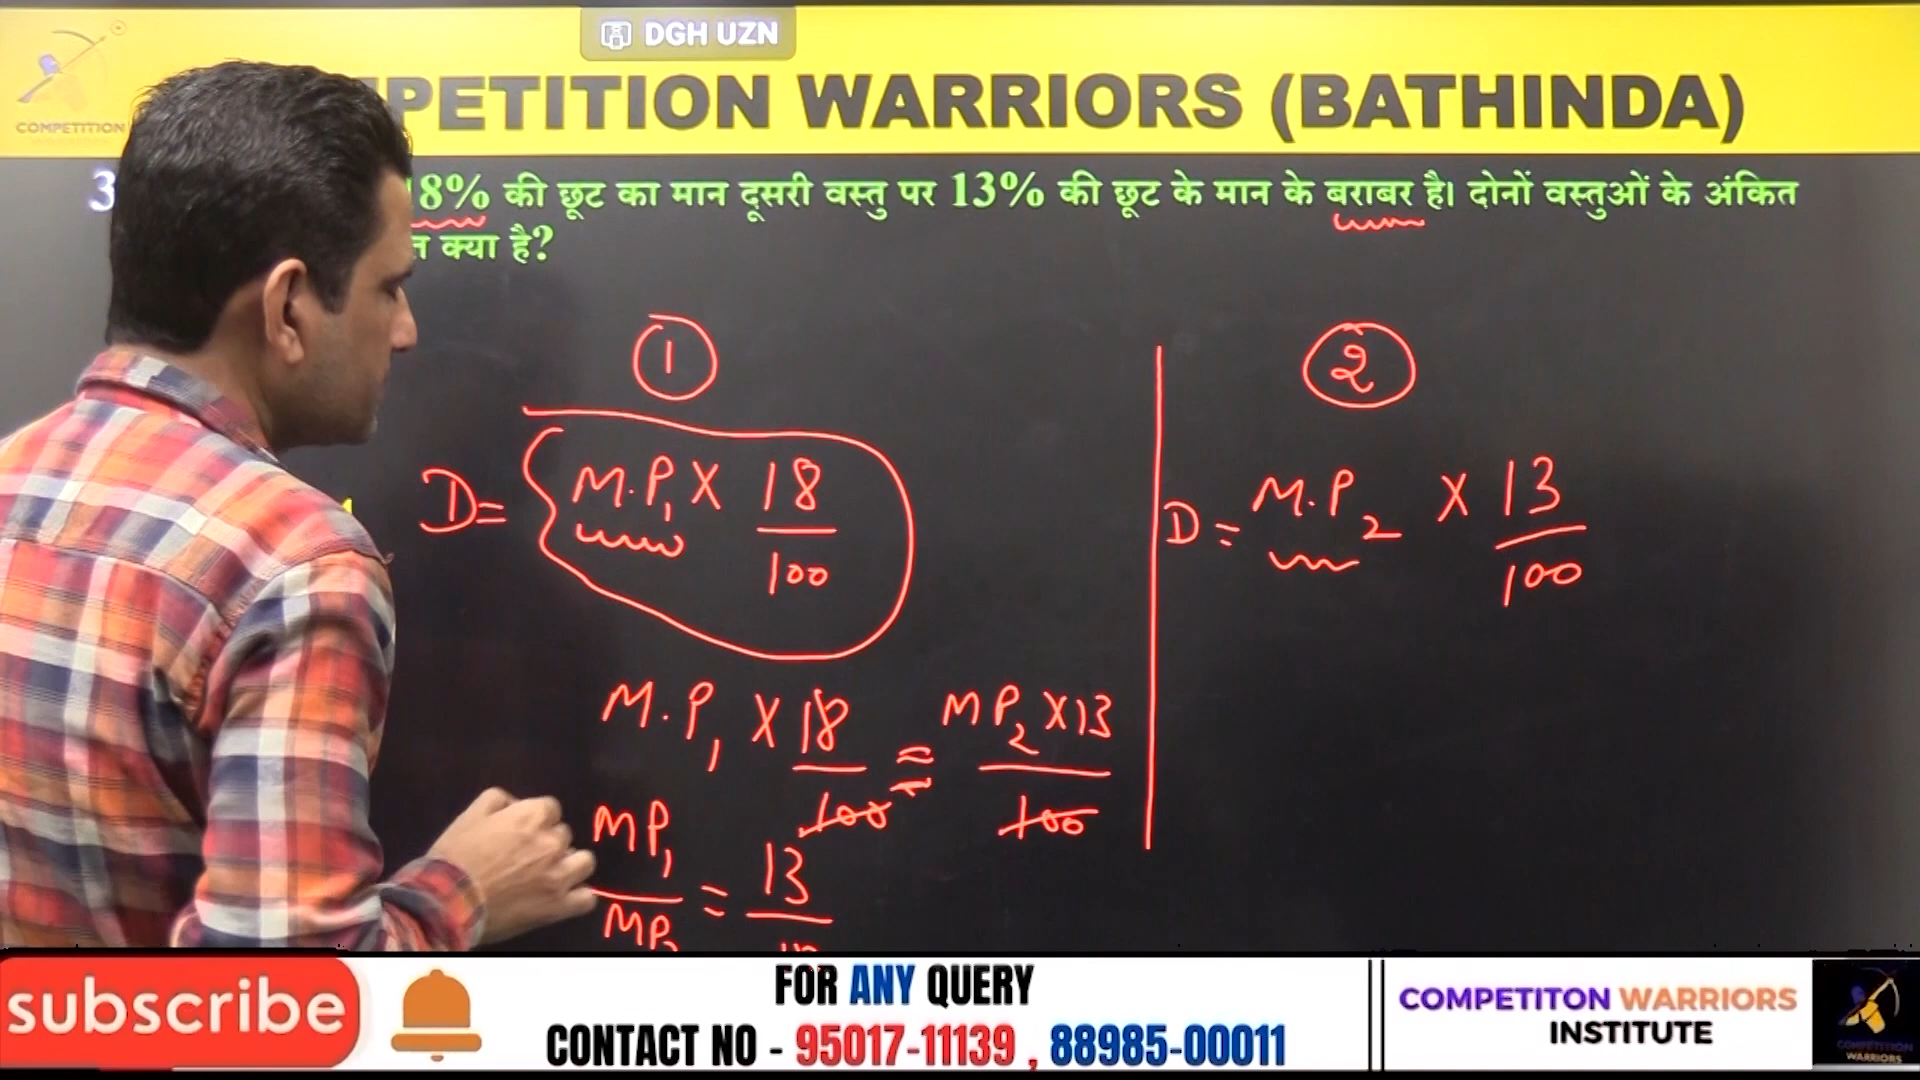 DGH UZN
PETITION WARRIORS (BATHINDA)
COMPETITION
3
18% की छूट का मान दूसरी वस्तु पर 13% की छूट के मान के बराबर है। दोनों वस्तुओं के अंकित
क्या है?
1
2
D= M.P1 X 18/100
D= M.P2 X 13/100
M.P1 X 18/100 = MP2 X 13/100
MP1/MP2 = 13/
subscribe
FOR ANY QUERY
CONTACT NO - 95017-11139 , 88985-00011
COMPETITON WARRIORS
INSTITUTE
COMPETITION
WARRIORS